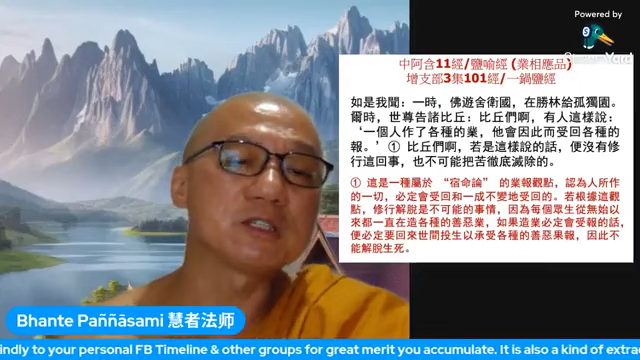 Powered by
中阿含11經/鹽喻經 (業相應品)
增支部3集101經/一鍋鹽經
如是我聞：一時，佛遊舍衛國，在勝林給孤獨園。
爾時，世尊告諸比丘：比丘們啊，有人這樣說：
‘一個人作了各種的業，他會因此而受回各種的
報。’ ① 比丘們啊，若是這樣說的話，便沒有修
行這回事，也不可能把苦徹底滅除的。
① 這是一種屬於 “宿命論” 的業報觀點，認為人所作
的一切，必定會受回和一成不變地受回的。若根據這觀
點，修行解脫是不可能的事情，因為每個眾生從無始以
來都一直在造各種的善惡業，如果造業必定會受報的話，
便必定要回來世間投生以承受各種的善惡果報，因此不
能解脫生死。
Bhante Paññāsami 慧者法师
indly to your personal FB Timeline & other groups for great merit you accumulate. It is also a kind of extra